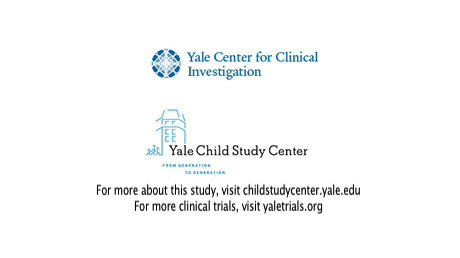 Yale Center for Clinical
Investigation
Yale Child Study Center
FROM GENERATION
TO GENERATION
For more about this study, visit childstudycenter.yale.edu
For more clinical trials, visit yaletrials.org